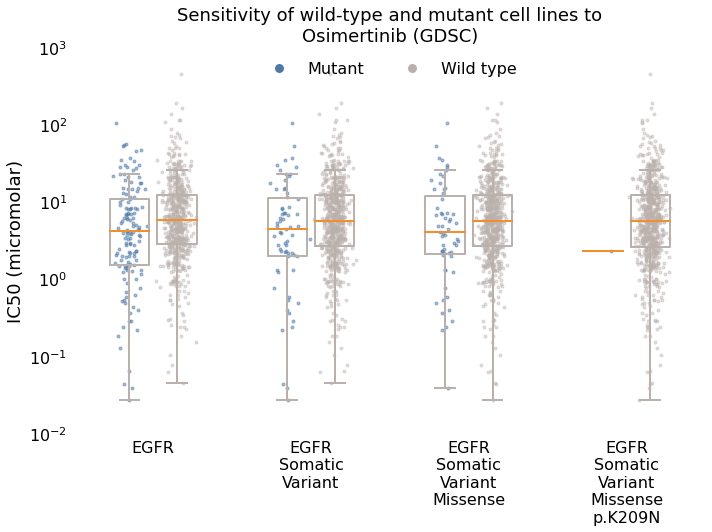 Sensitivity of wild-type and mutant cell lines to
Osimertinib (GDSC)
Mutant
Wild type
IC50 (micromolar)
10³
10²
10¹
10⁰
10⁻¹
10⁻²
EGFR
EGFR
Somatic
Variant
EGFR
Somatic
Variant
Missense
EGFR
Somatic
Variant
Missense
p.K209N